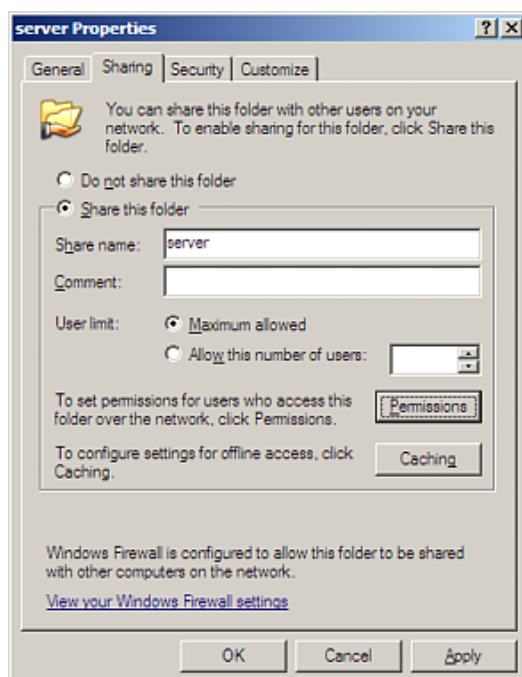 server Properties
General Sharing Security Customize
You can share this folder with other users on your
network. To enable sharing for this folder, click Share this
folder.
Do not share this folder
Share this folder
Share name: server
Comment:
User limit: Maximum allowed
Allow this number of users:
To set permissions for users who access this
folder over the network, click Permissions. Permissions
To configure settings for offline access, click
Caching. Caching
Windows Firewall is configured to allow this folder to be shared
with other computers on the network.
View your Windows Firewall settings
OK Cancel Apply